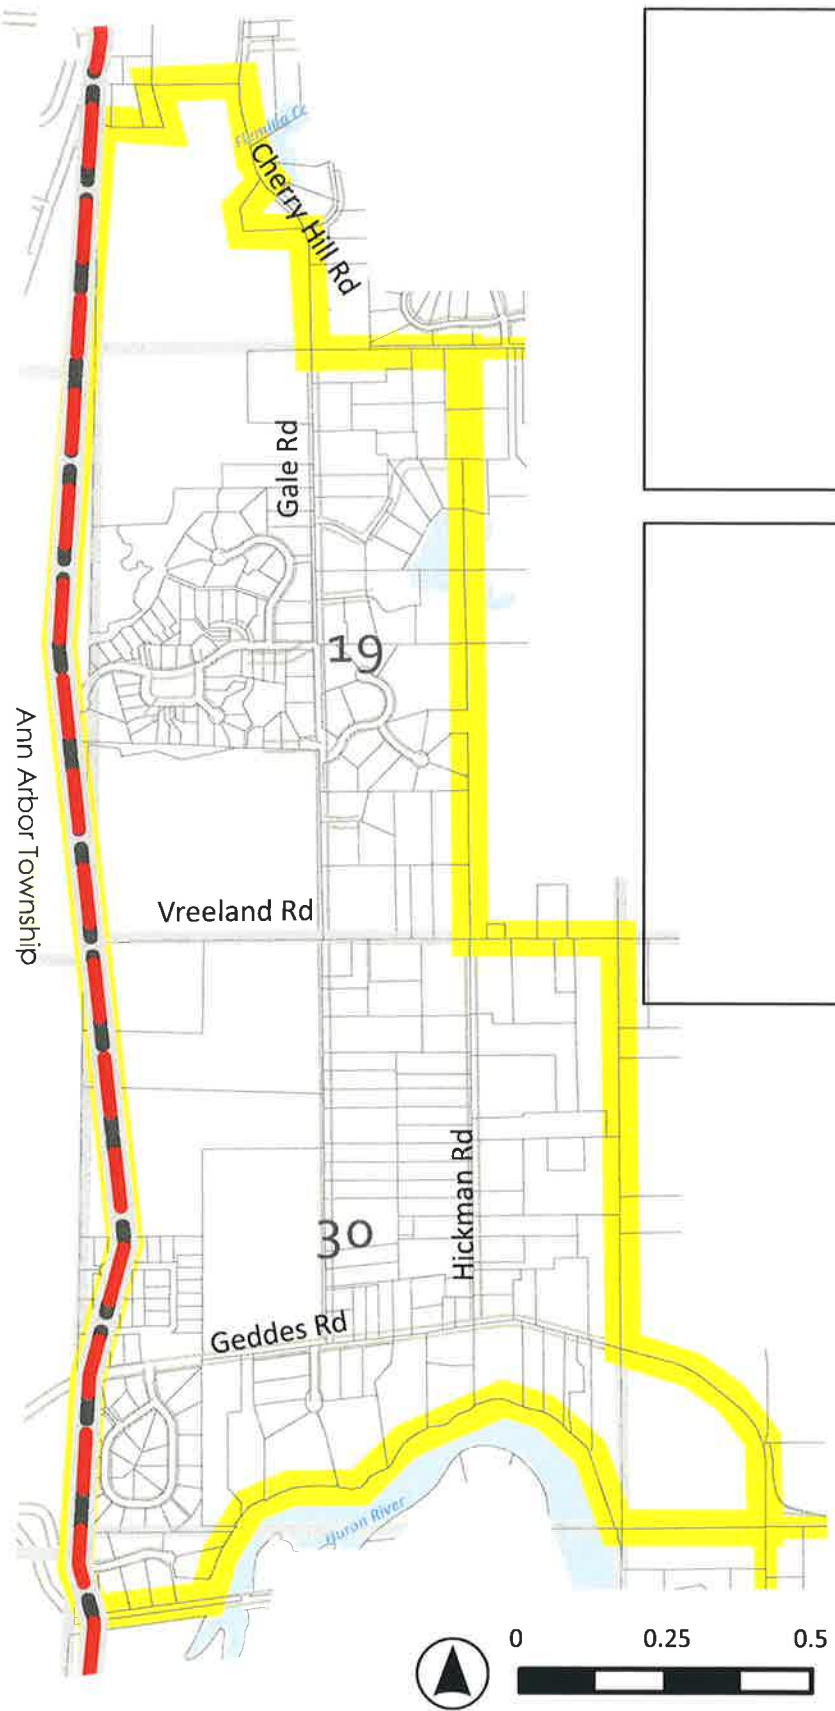 Cherry Hill Rd
Gale Rd
19
Ann Arbor Township
Vreeland Rd
Hickman Rd
30
Geddes Rd
Huron River
0 0.25 0.5